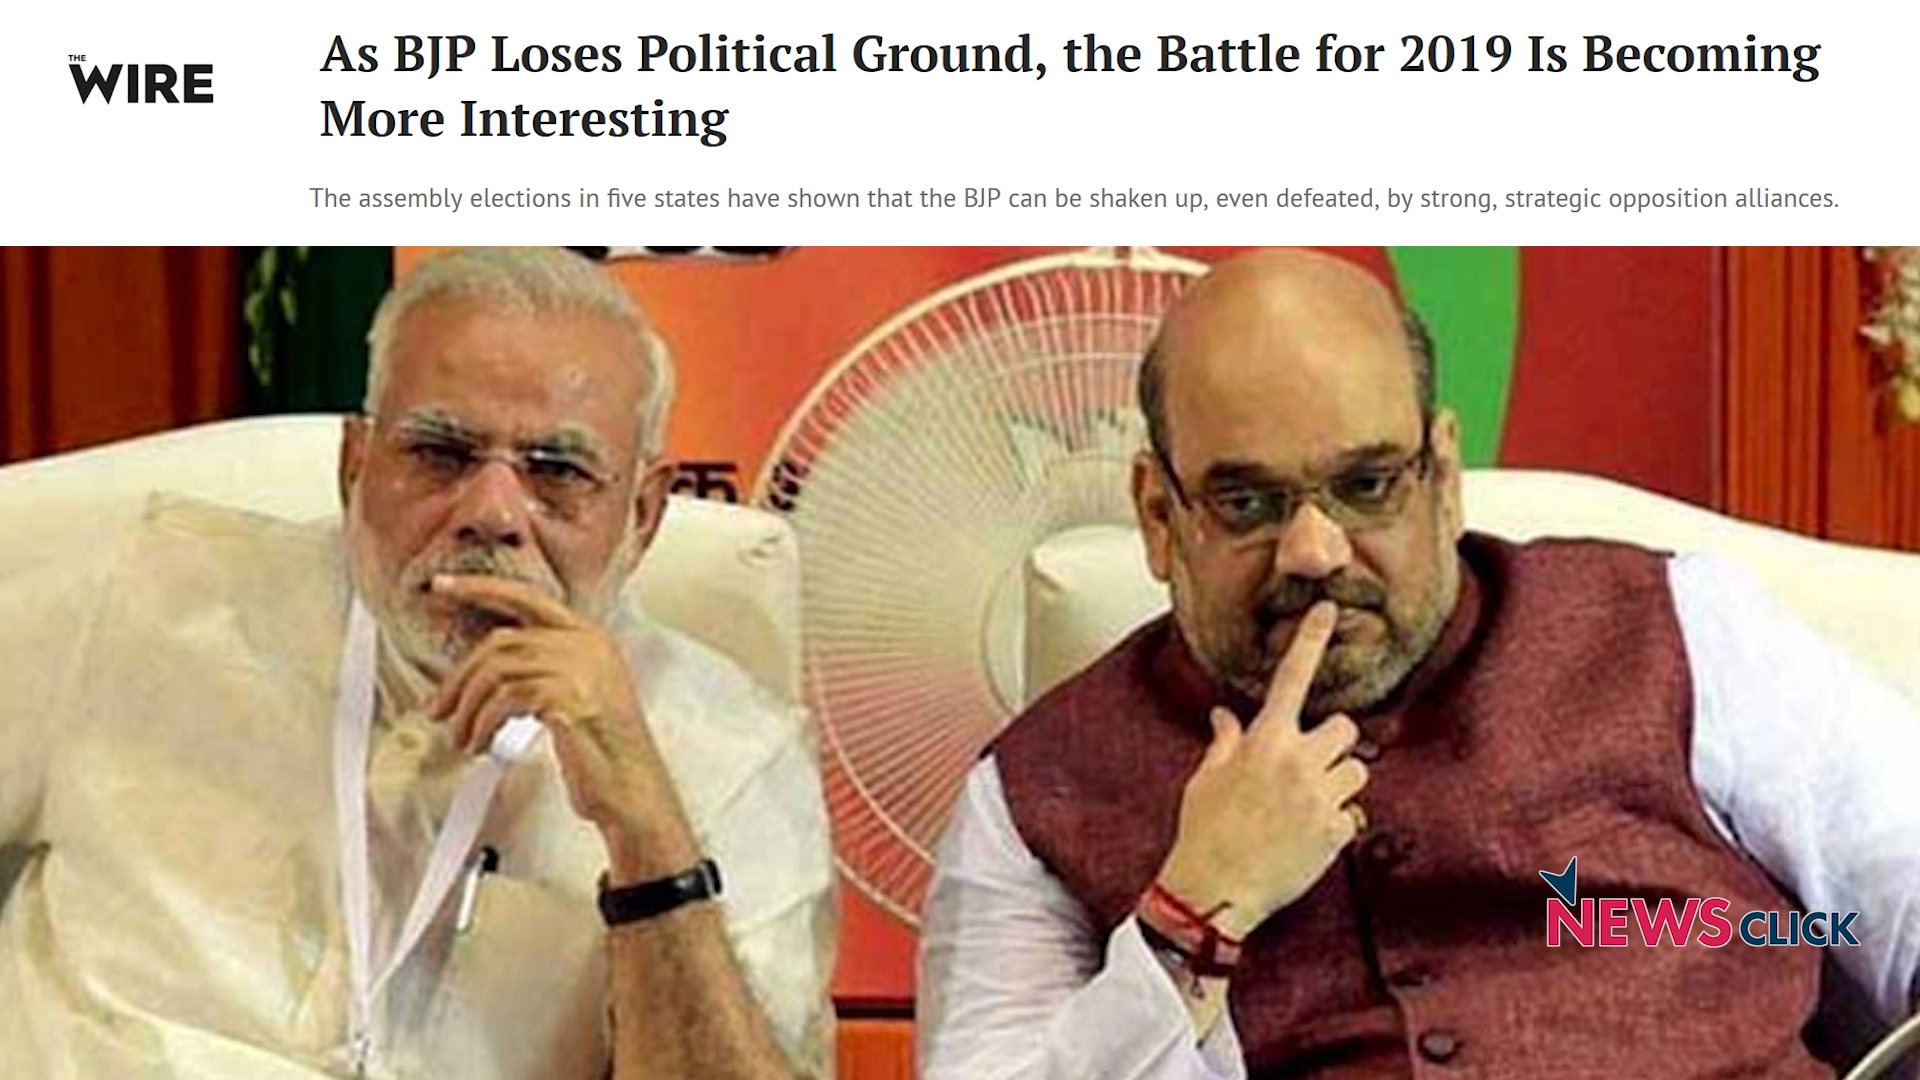 THE
WIRE
As BJP Loses Political Ground, the Battle for 2019 Is Becoming
More Interesting
The assembly elections in five states have shown that the BJP can be shaken up, even defeated, by strong, strategic opposition alliances.
NEWSCLICK